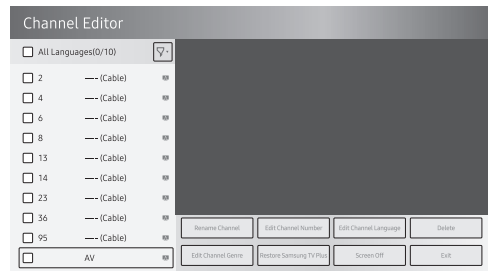 Channel Editor
All Languages(0/10)
2 —-- (Cable)
4 —-- (Cable)
6 —-- (Cable)
8 —-- (Cable)
13 —-- (Cable)
14 —-- (Cable)
23 —-- (Cable)
36 —-- (Cable)
95 —-- (Cable)
AV
Rename Channel Edit Channel Number Edit Channel Language Delete
Edit Channel Genre Restore Samsung TV Plus Screen Off Exit